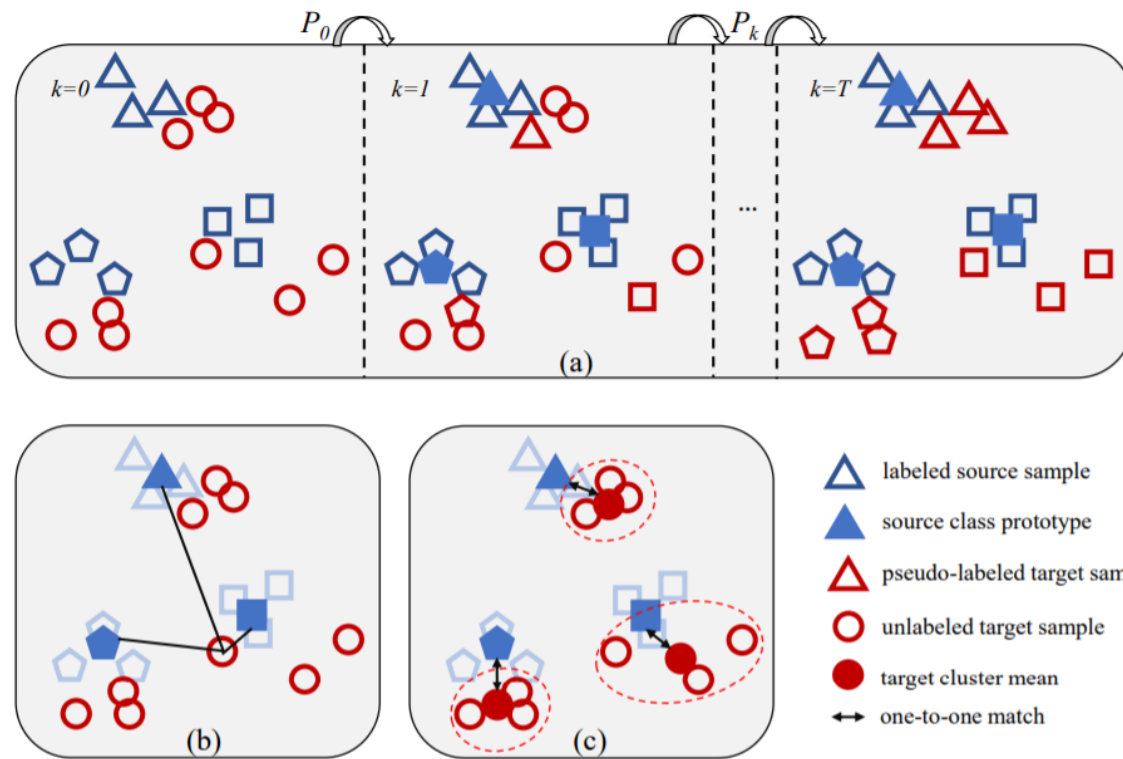 P0 Pk
k=0 k=1 k=T
...
(a)
labeled source sample
source class prototype
pseudo-labeled target sam
unlabeled target sample
target cluster mean
one-to-one match
(b) (c)